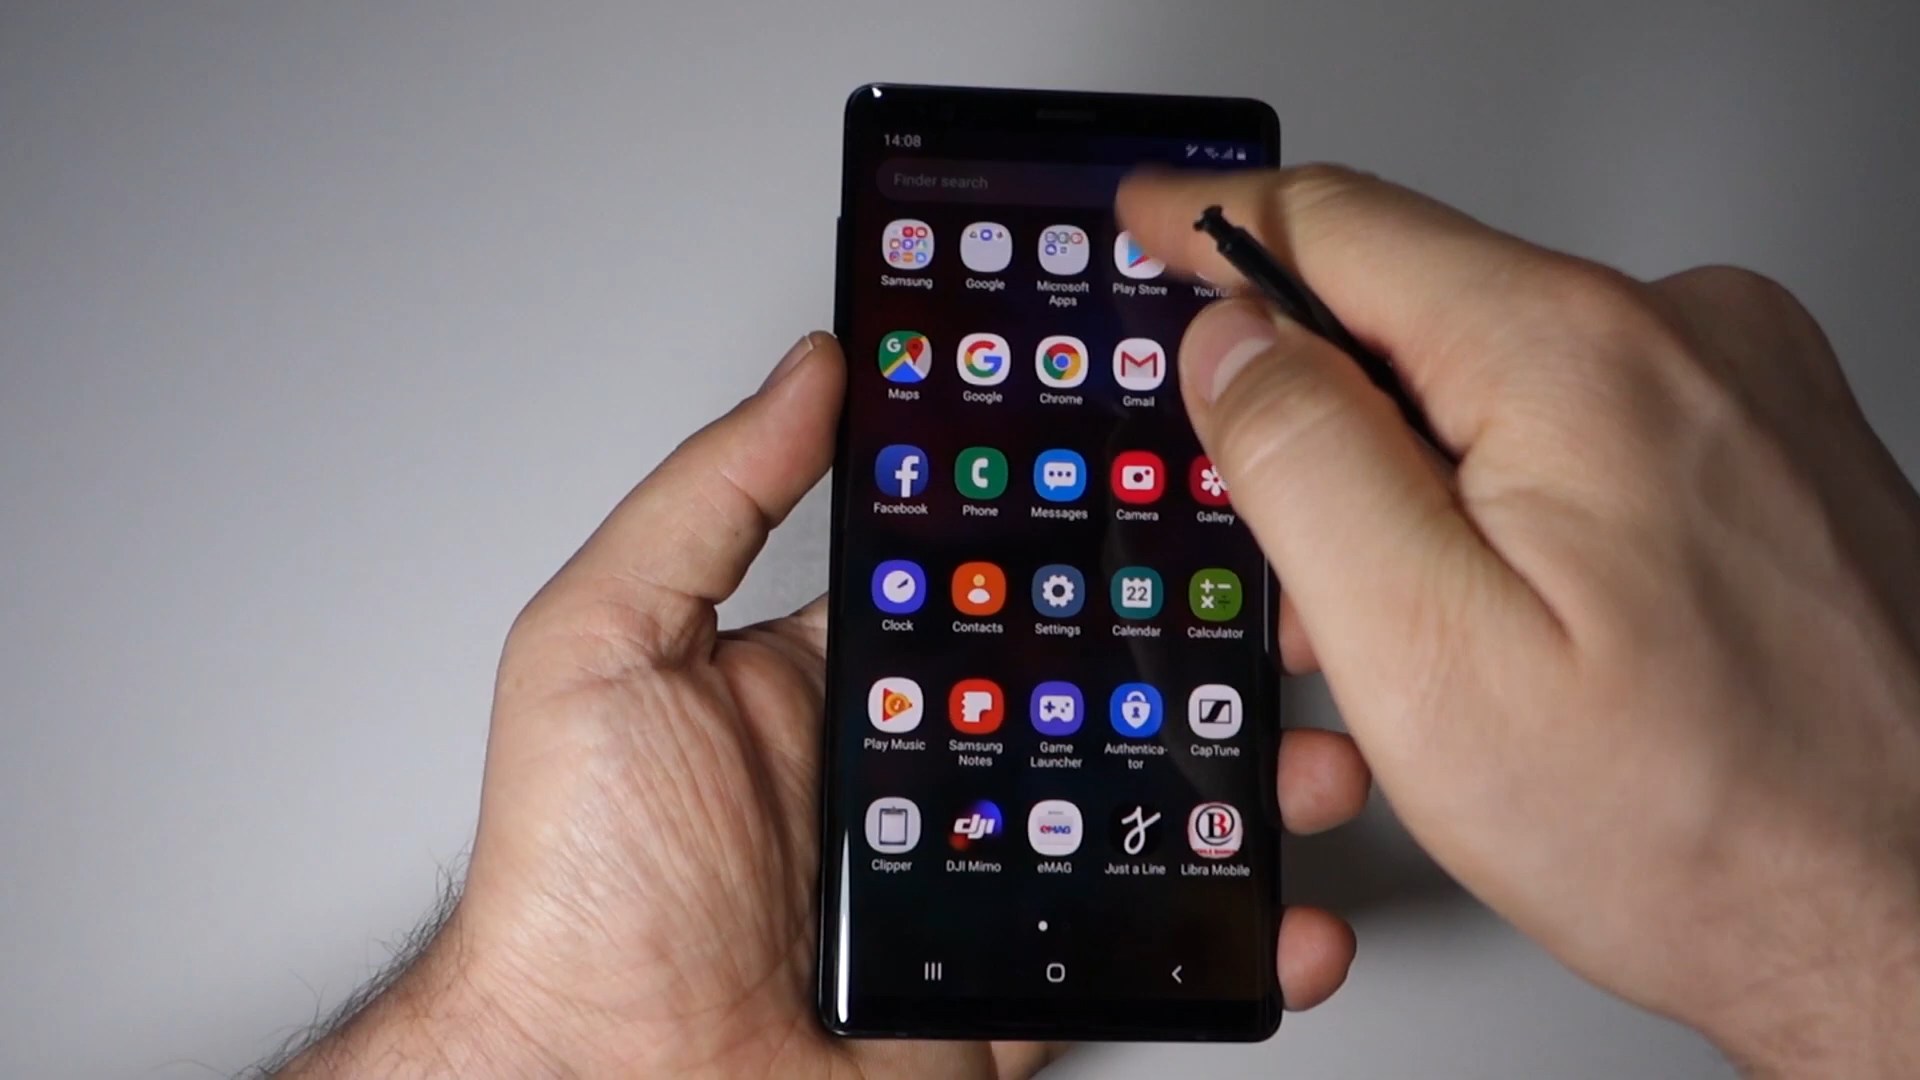 14:08
Finder search
Samsung
Google
Microsoft
Apps
Play Store
Maps
Google
Chrome
Gmail
Facebook
Phone
Messages
Camera
Gallery
Clock
Contacts
Settings
22
Calendar
Calculator
Play Music
Samsung
Notes
Game
Launcher
Authentica-
tor
CapTune
dji
eMAG
B
Clipper
DJI Mimo
eMAG
Just a Line
Libra Mobile